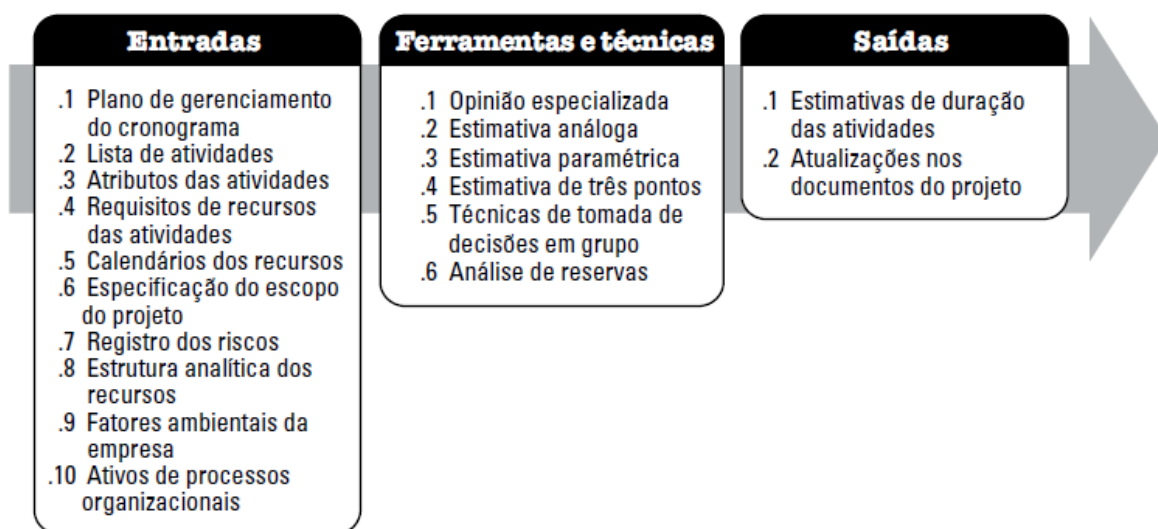 Entradas
.1 Plano de gerenciamento
do cronograma
.2 Lista de atividades
.3 Atributos das atividades
.4 Requisitos de recursos
das atividades
.5 Calendários dos recursos
.6 Especificação do escopo
do projeto
.7 Registro dos riscos
.8 Estrutura analítica dos
recursos
.9 Fatores ambientais da
empresa
.10 Ativos de processos
organizacionais
Ferramentas e técnicas
.1 Opinião especializada
.2 Estimativa análoga
.3 Estimativa paramétrica
.4 Estimativa de três pontos
.5 Técnicas de tomada de
decisões em grupo
.6 Análise de reservas
Saídas
.1 Estimativas de duração
das atividades
.2 Atualizações nos
documentos do projeto